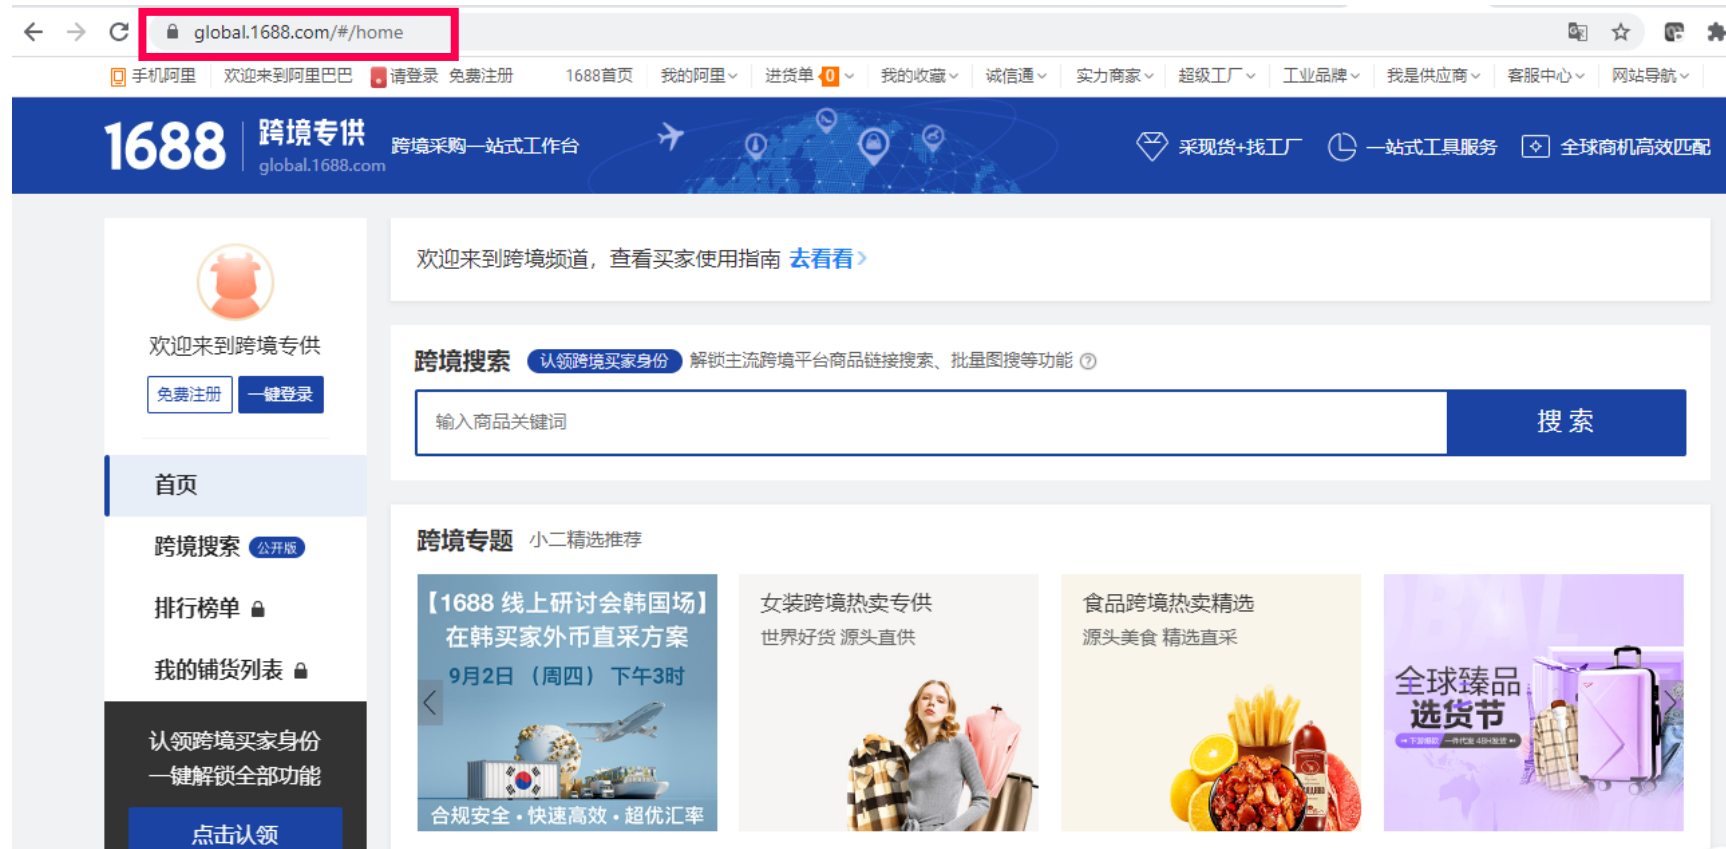 global.1688.com/#/home
手机阿里 欢迎来到阿里巴巴 请登录 免费注册 1688首页 我的阿里 进货单 0 我的收藏 诚信通 实力商家 超级工厂 工业品牌 我是供应商 客服中心 网站导航
1688 跨境专供 global.1688.com 跨境采购一站式工作台 采现货+找工厂 一站式工具服务 全球商机高效匹配
欢迎来到跨境专供
免费注册 一键登录
首页
跨境搜索 公开版
排行榜单
我的铺货列表
认领跨境买家身份
一键解锁全部功能
点击认领
欢迎来到跨境频道，查看买家使用指南 去看看
跨境搜索 认领跨境买家身份 解锁主流跨境平台商品链接搜索、批量图搜等功能
输入商品关键词 搜索
跨境专题 小二精选推荐
【1688 线上研讨会韩国场】
在韩买家外币直采方案
9月2日（周四）下午3时
合规安全·快速高效·超优汇率
女装跨境热卖专供
世界好货 源头直供
食品跨境热卖精选
源头美食 精选直采
全球臻品
选货节
一件代发 48H发货